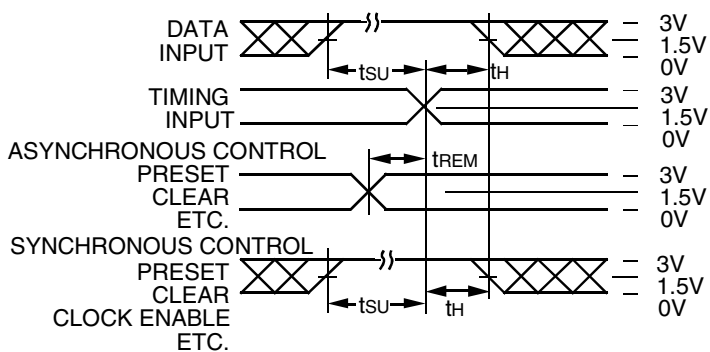 DATA
INPUT
3V
1.5V
0V
tSU
tH
TIMING
INPUT
3V
1.5V
0V
ASYNCHRONOUS CONTROL
PRESET
CLEAR
ETC.
tREM
3V
1.5V
0V
SYNCHRONOUS CONTROL
PRESET
CLEAR
CLOCK ENABLE
ETC.
tSU
tH
3V
1.5V
0V